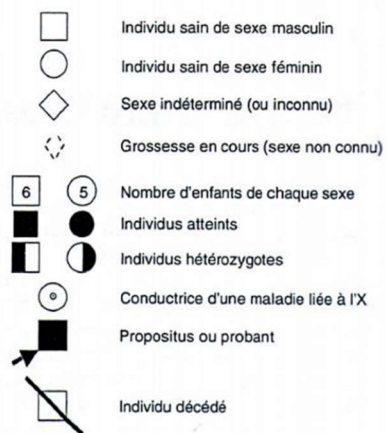 Individu sain de sexe masculin
Individu sain de sexe féminin
Sexe indéterminé (ou inconnu)
Grossesse en cours (sexe non connu)
6 5 Nombre d'enfants de chaque sexe
Individus atteints
Individus hétérozygotes
Conductrice d'une maladie liée à l'X
Propositus ou probant
Individu décédé